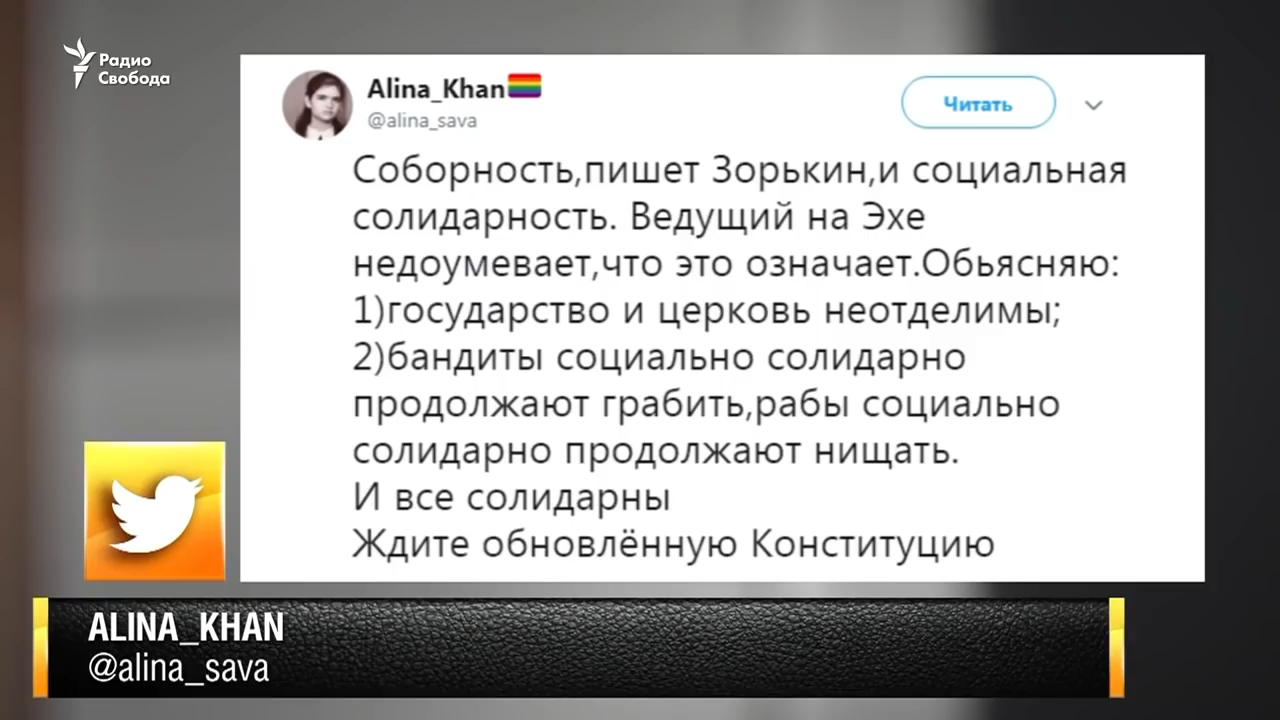 Радио
Свобода
Alina_Khan
@alina_sava
Читать
Соборность,пишет Зорькин,и социальная
солидарность. Ведущий на Эхе
недоумевает,что это означает.Обьясняю:
1)государство и церковь неотделимы;
2)бандиты социально солидарно
продолжают грабить,рабы социально
солидарно продолжают нищать.
И все солидарны
Ждите обновлённую Конституцию
ALINA_KHAN
@alina_sava